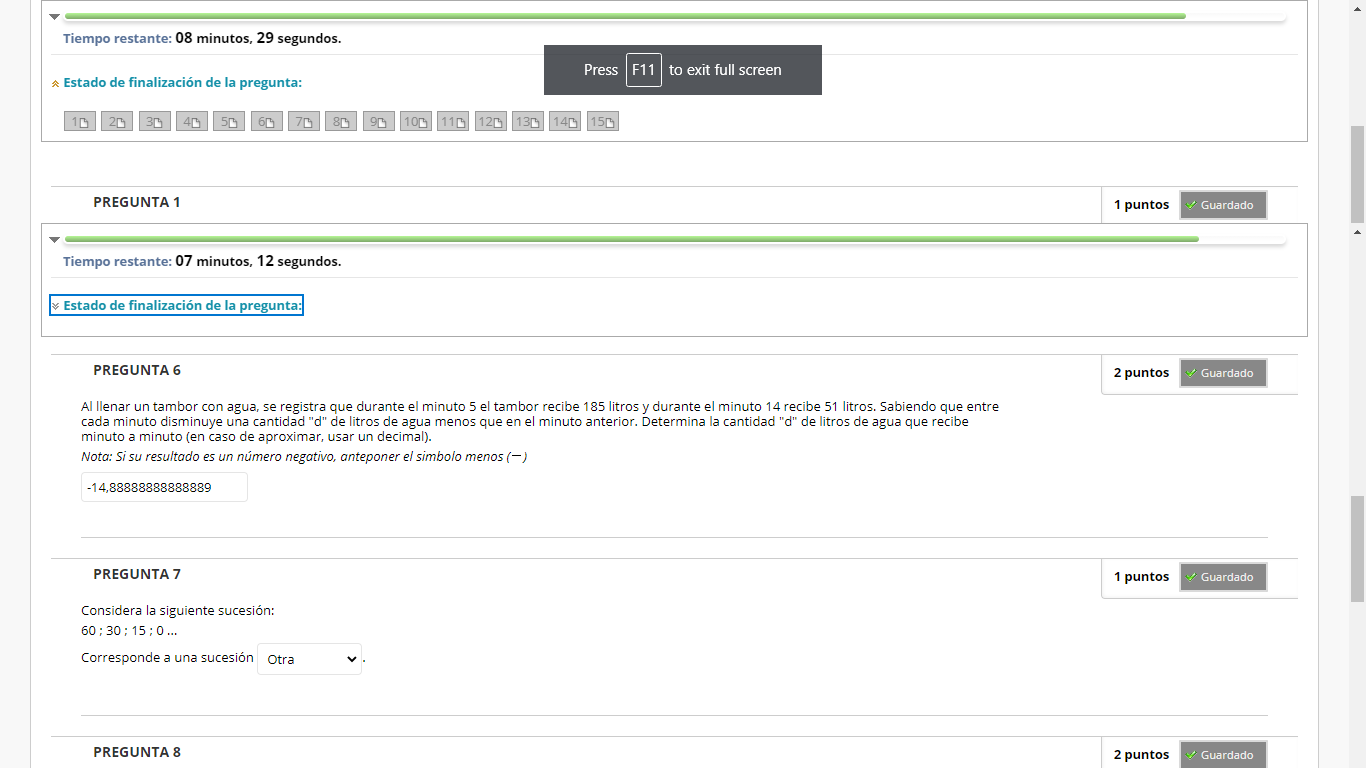 Tiempo restante: 08 minutos, 29 segundos.
Press F11 to exit full screen
Estado de finalización de la pregunta:
1 2 3 4 5 6 7 8 9 10 11 12 13 14 15
PREGUNTA 1
1 puntos
Guardado
Tiempo restante: 07 minutos, 12 segundos.
Estado de finalización de la pregunta:
PREGUNTA 6
2 puntos
Guardado
Al llenar un tambor con agua, se registra que durante el minuto 5 el tambor recibe 185 litros y durante el minuto 14 recibe 51 litros. Sabiendo que entre
cada minuto disminuye una cantidad "d" de litros de agua menos que en el minuto anterior. Determina la cantidad "d" de litros de agua que recibe
minuto a minuto (en caso de aproximar, usar un decimal).
Nota: Si su resultado es un número negativo, anteponer el simbolo menos (−)
-14,88888888888889
PREGUNTA 7
1 puntos
Guardado
Considera la siguiente sucesión:
60 ; 30 ; 15 ; 0 ...
Corresponde a una sucesión Otra .
PREGUNTA 8
2 puntos
Guardado